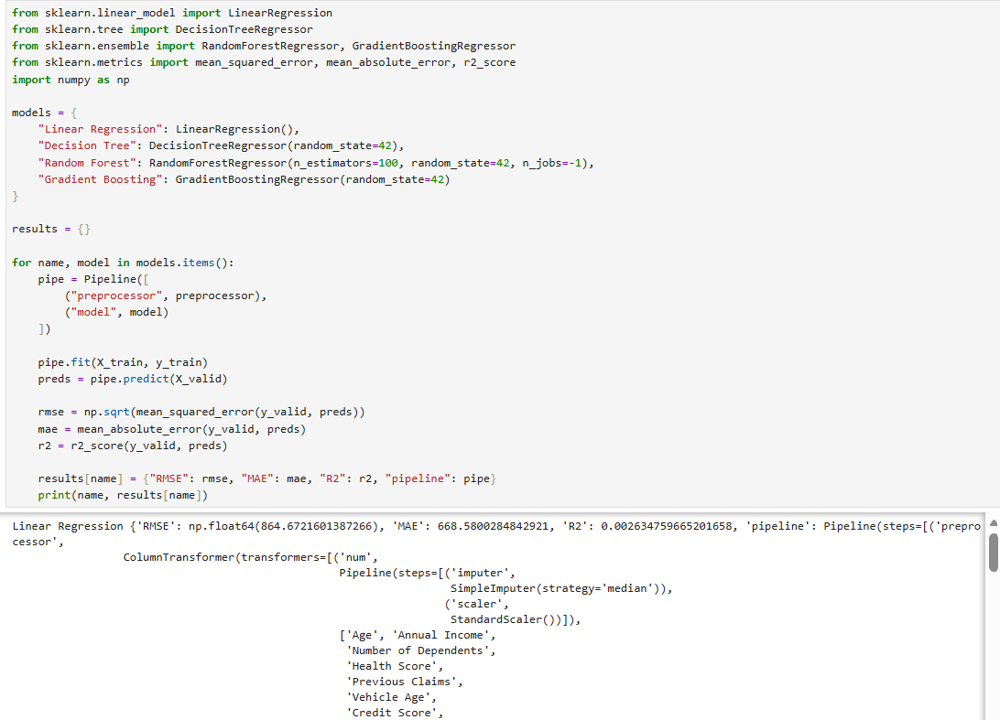 from sklearn.linear_model import LinearRegression
from sklearn.tree import DecisionTreeRegressor
from sklearn.ensemble import RandomForestRegressor, GradientBoostingRegressor
from sklearn.metrics import mean_squared_error, mean_absolute_error, r2_score
import numpy as np

models = {
    "Linear Regression": LinearRegression(),
    "Decision Tree": DecisionTreeRegressor(random_state=42),
    "Random Forest": RandomForestRegressor(n_estimators=100, random_state=42, n_jobs=-1),
    "Gradient Boosting": GradientBoostingRegressor(random_state=42)
}

results = {}

for name, model in models.items():
    pipe = Pipeline([
        ("preprocessor", preprocessor),
        ("model", model)
    ])

    pipe.fit(X_train, y_train)
    preds = pipe.predict(X_valid)

    rmse = np.sqrt(mean_squared_error(y_valid, preds))
    mae = mean_absolute_error(y_valid, preds)
    r2 = r2_score(y_valid, preds)

    results[name] = {"RMSE": rmse, "MAE": mae, "R2": r2, "pipeline": pipe}
    print(name, results[name])

Linear Regression {'RMSE': np.float64(864.6721601387266), 'MAE': 668.5800284842921, 'R2': 0.002634759665201658, 'pipeline': Pipeline(steps=[('prepro
cessor',
                 ColumnTransformer(transformers=[('num',
                                                  Pipeline(steps=[('imputer',
                                                                   SimpleImputer(strategy='median')),
                                                                  ('scaler',
                                                                   StandardScaler())]),
                                                  ['Age', 'Annual Income',
                                                   'Number of Dependents',
                                                   'Health Score',
                                                   'Previous Claims',
                                                   'Vehicle Age',
                                                   'Credit Score',